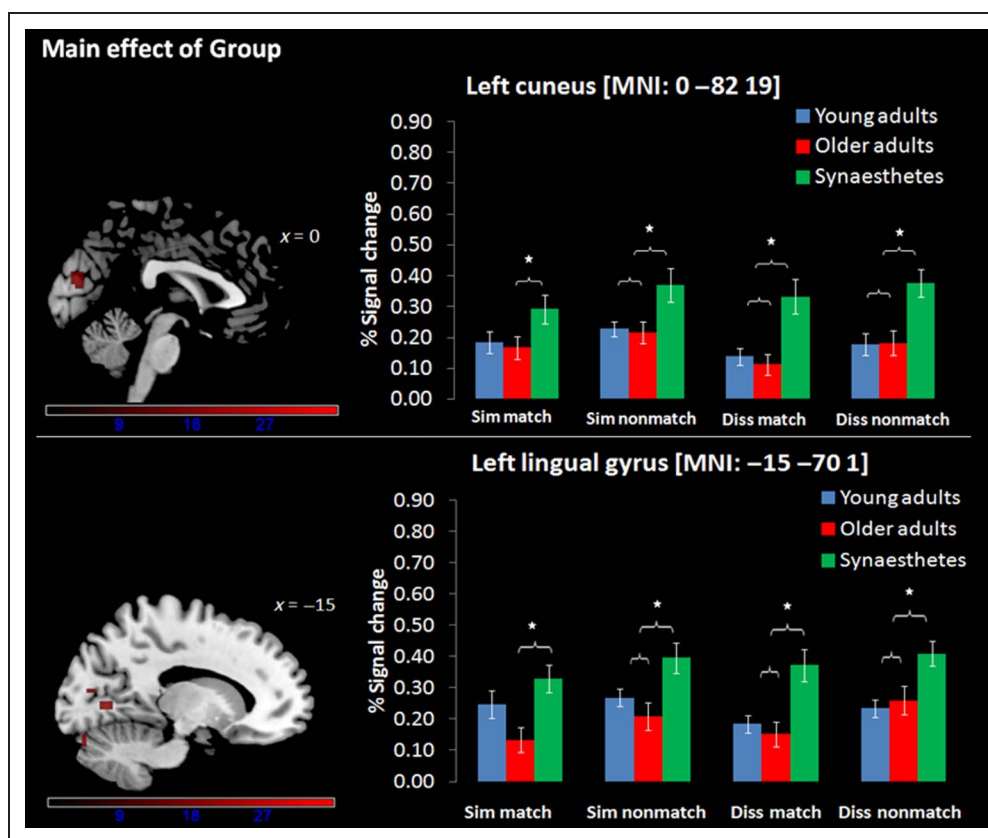 Main effect of Group
Left cuneus [MNI: 0 –82 19]
Young adults
Older adults
Synaesthetes
x = 0
% Signal change
0.90
0.80
0.70
0.60
0.50
0.40
0.30
0.20
0.10
0.00
Sim match Sim nonmatch Diss match Diss nonmatch
9 18 27
Left lingual gyrus [MNI: –15 –70 1]
Young adults
Older adults
Synaesthetes
x = –15
% Signal change
0.90
0.80
0.70
0.60
0.50
0.40
0.30
0.20
0.10
0.00
Sim match Sim nonmatch Diss match Diss nonmatch
9 18 27